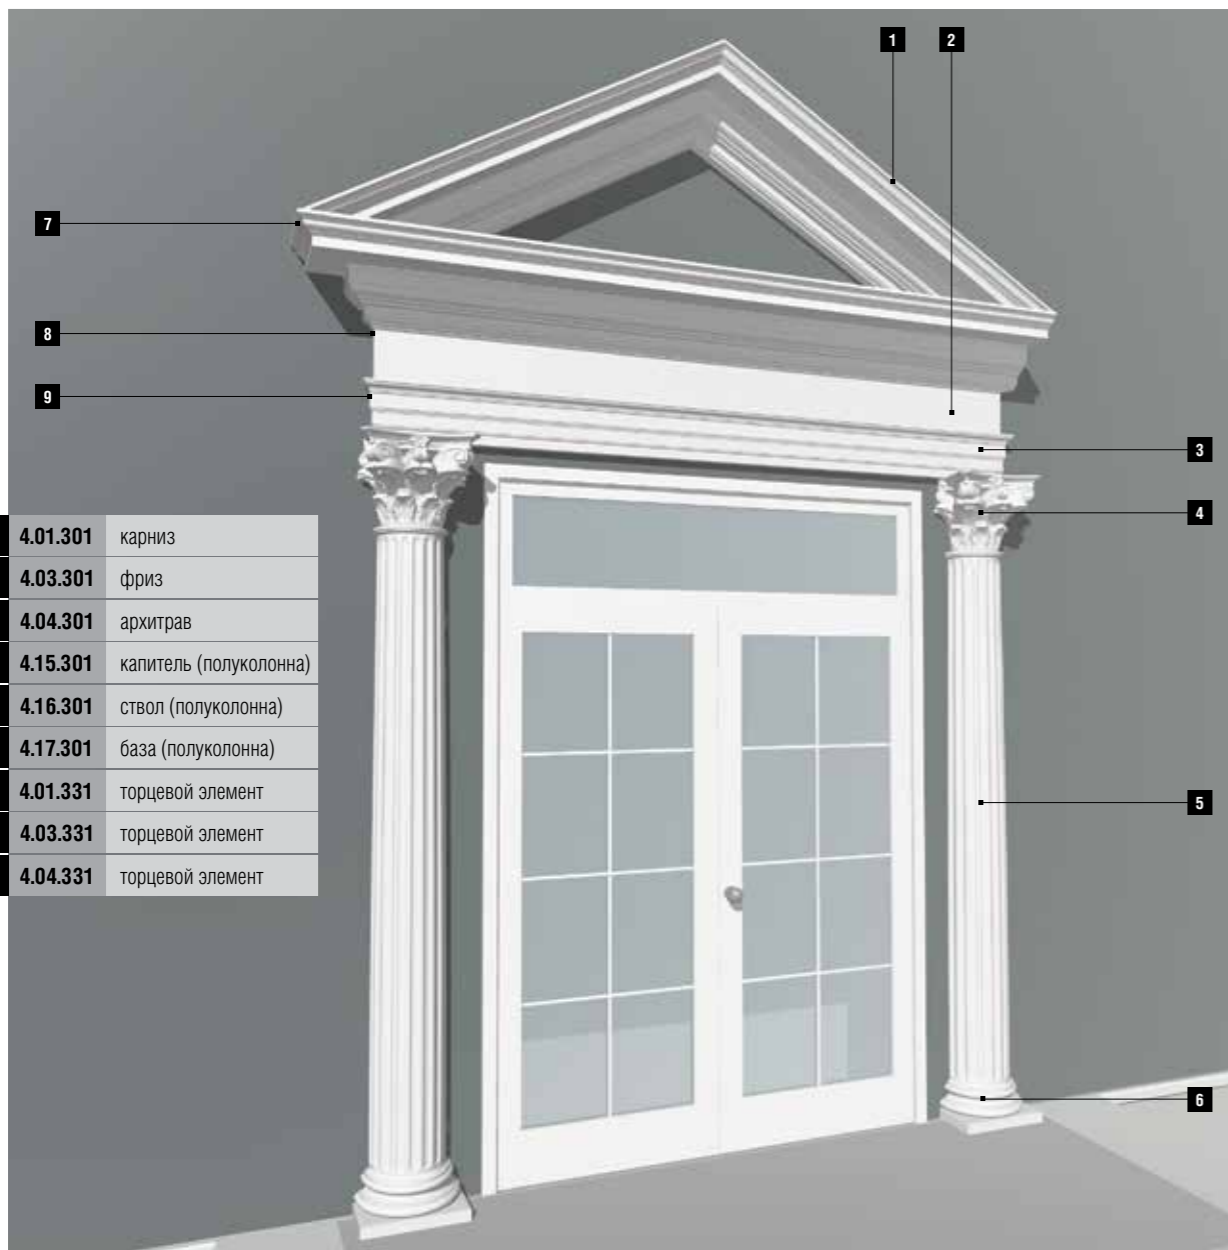 1 2
7
8
9
3
4
4.01.301 карниз
4.03.301 фриз
4.04.301 архитрав
4.15.301 капитель (полуколонна)
4.16.301 ствол (полуколонна)
4.17.301 база (полуколонна)
4.01.331 торцевой элемент
4.03.331 торцевой элемент
4.04.331 торцевой элемент
5
6